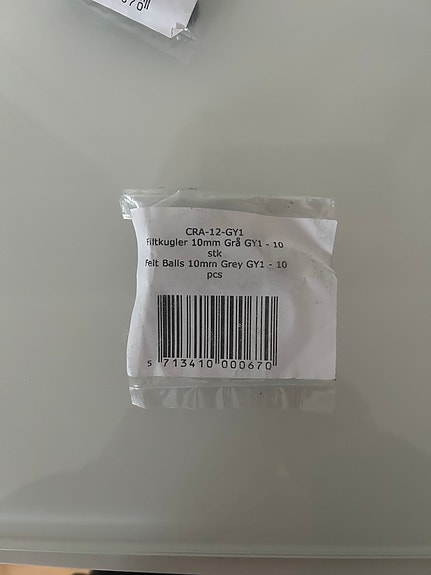 670"
CRA-12-GY1
Filtkugler 10mm Grå GY1 - 10
stk
Felt Balls 10mm Grey GY1 - 10
pcs
5 713410 000670